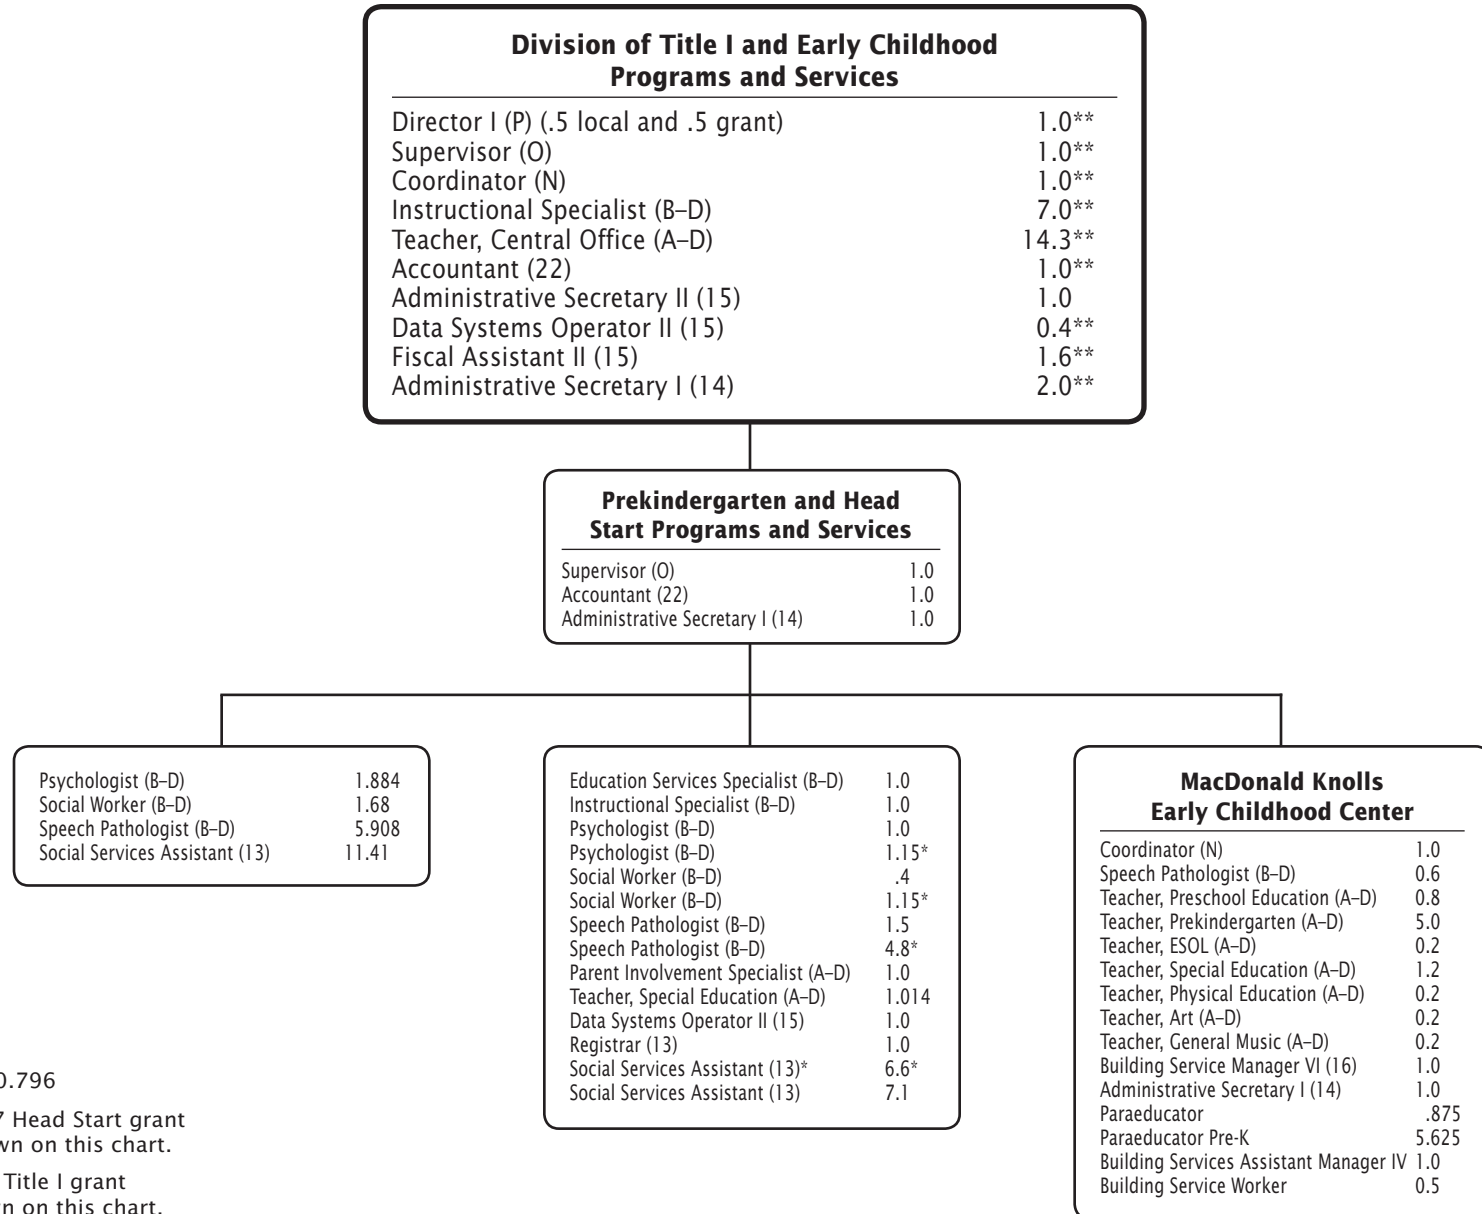 Division of Title I and Early Childhood
Programs and Services
Director I (P) (.5 local and .5 grant) 1.0**
Supervisor (O) 1.0**
Coordinator (N) 1.0**
Instructional Specialist (B–D) 7.0**
Teacher, Central Office (A–D) 14.3**
Accountant (22) 1.0**
Administrative Secretary II (15) 1.0
Data Systems Operator II (15) 0.4**
Fiscal Assistant II (15) 1.6**
Administrative Secretary I (14) 2.0**
Prekindergarten and Head
Start Programs and Services
Supervisor (O) 1.0
Accountant (22) 1.0
Administrative Secretary I (14) 1.0
Psychologist (B–D) 1.884
Social Worker (B–D) 1.68
Speech Pathologist (B–D) 5.908
Social Services Assistant (13) 11.41
Education Services Specialist (B–D) 1.0
Instructional Specialist (B–D) 1.0
Psychologist (B–D) 1.0
Psychologist (B–D) 1.15*
Social Worker (B–D) .4
Social Worker (B–D) 1.15*
Speech Pathologist (B–D) 1.5
Speech Pathologist (B–D) 4.8*
Parent Involvement Specialist (A–D) 1.0
Teacher, Special Education (A–D) 1.014
Data Systems Operator II (15) 1.0
Registrar (13) 1.0
Social Services Assistant (13)* 6.6*
Social Services Assistant (13) 7.1
MacDonald Knolls
Early Childhood Center
Coordinator (N) 1.0
Speech Pathologist (B–D) 0.6
Teacher, Preschool Education (A–D) 0.8
Teacher, Prekindergarten (A–D) 5.0
Teacher, ESOL (A–D) 0.2
Teacher, Special Education (A–D) 1.2
Teacher, Physical Education (A–D) 0.2
Teacher, Art (A–D) 0.2
Teacher, General Music (A–D) 0.2
Building Service Manager VI (16) 1.0
Administrative Secretary I (14) 1.0
Paraeducator .875
Paraeducator Pre-K 5.625
Building Services Assistant Manager IV 1.0
Building Service Worker 0.5
0.796
7 Head Start grant
wn on this chart.
Title I grant
wn on this chart.